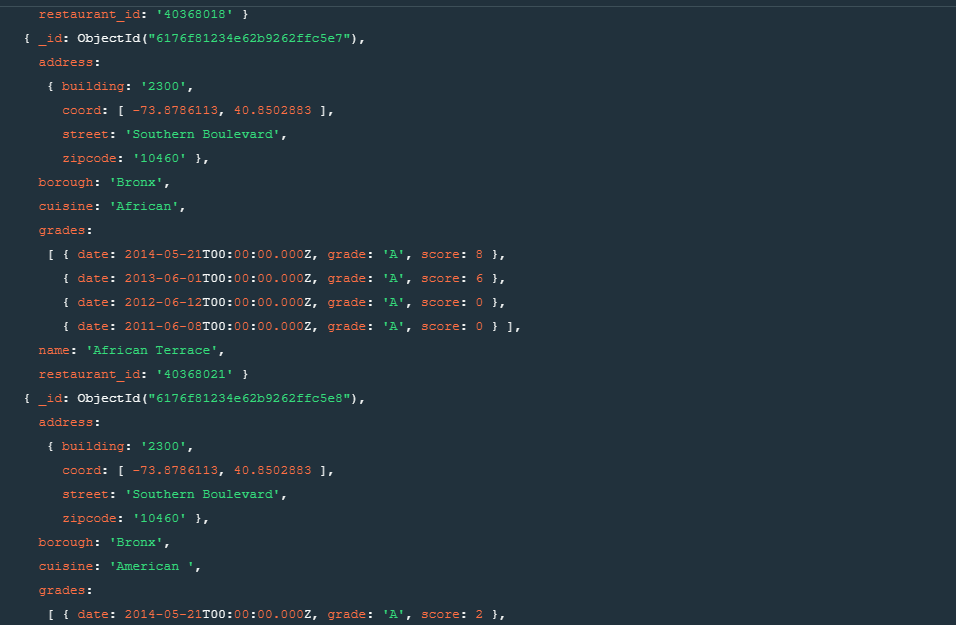 restaurant_id: '40368018' }
{ _id: ObjectId("6176f81234e62b9262ffc5e7"),
address:
{ building: '2300',
coord: [ -73.8786113, 40.8502883 ],
street: 'Southern Boulevard',
zipcode: '10460' },
borough: 'Bronx',
cuisine: 'African',
grades:
[ { date: 2014-05-21T00:00:00.000Z, grade: 'A', score: 8 },
{ date: 2013-06-01T00:00:00.000Z, grade: 'A', score: 6 },
{ date: 2012-06-12T00:00:00.000Z, grade: 'A', score: 0 },
{ date: 2011-06-08T00:00:00.000Z, grade: 'A', score: 0 } ],
name: 'African Terrace',
restaurant_id: '40368021' }
{ _id: ObjectId("6176f81234e62b9262ffc5e8"),
address:
{ building: '2300',
coord: [ -73.8786113, 40.8502883 ],
street: 'Southern Boulevard',
zipcode: '10460' },
borough: 'Bronx',
cuisine: 'American ',
grades:
[ { date: 2014-05-21T00:00:00.000Z, grade: 'A', score: 2 },